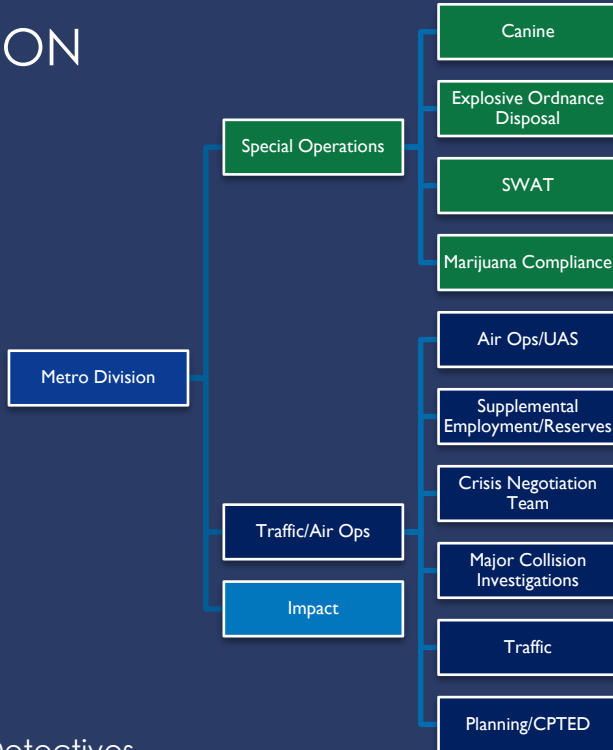 ON
Canine
Explosive Ordnance
Disposal
Special Operations
SWAT
Marijuana Compliance
Air Ops/UAS
Metro Division
Supplemental
Employment/Reserves
Crisis Negotiation
Team
Traffic/Air Ops
Major Collision
Investigations
Impact
Traffic
Planning/CPTED
Detectives